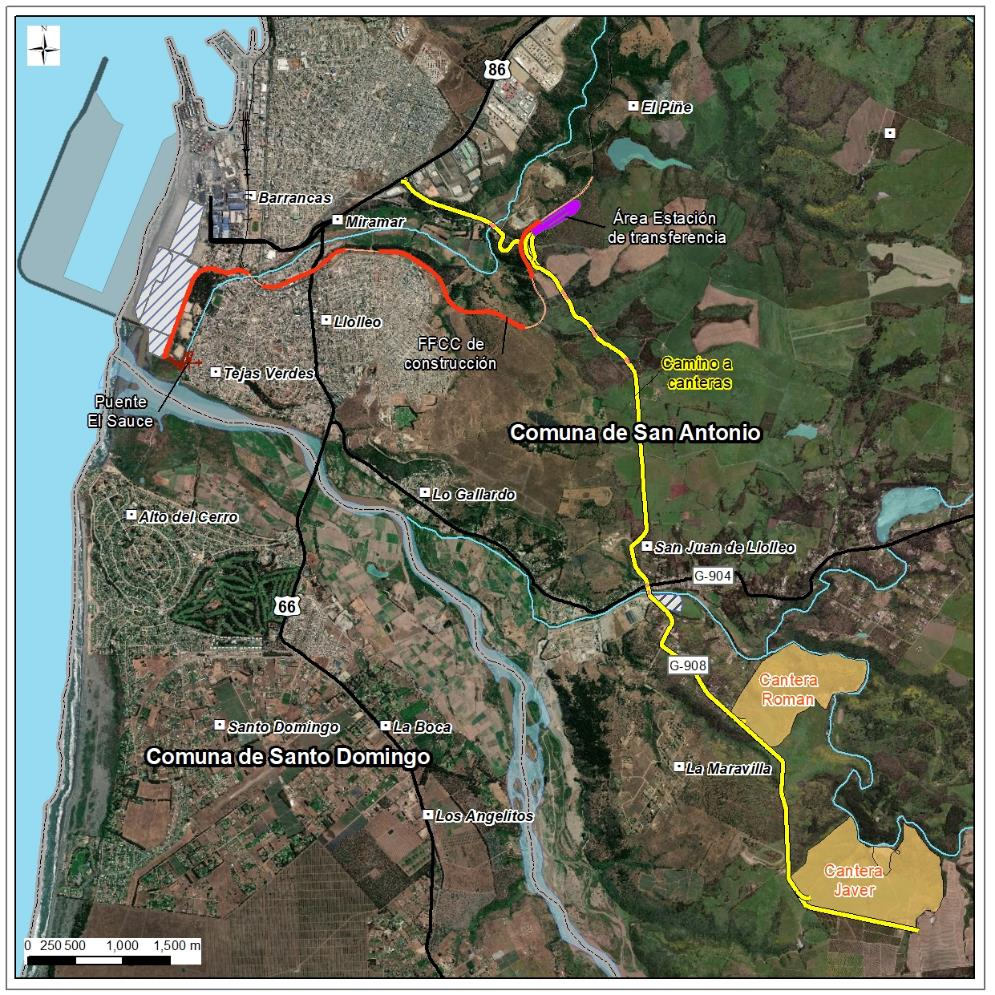 N
86
El Piñe
Barrancas
Miramar
Área Estación
de transferencia
Llolleo
FFCC de
construcción
Camino a
canteras
Tejas Verdes
Puente
El Sauce
Comuna de San Antonio
Lo Gallardo
Alto del Cerro
San Juan de Llolleo
G-904
66
G-908
Cantera
Roman
Santo Domingo
La Boca
Comuna de Santo Domingo
La Maravilla
Los Angelitos
Cantera
Javer
0 250 500 1,000 1,500 m